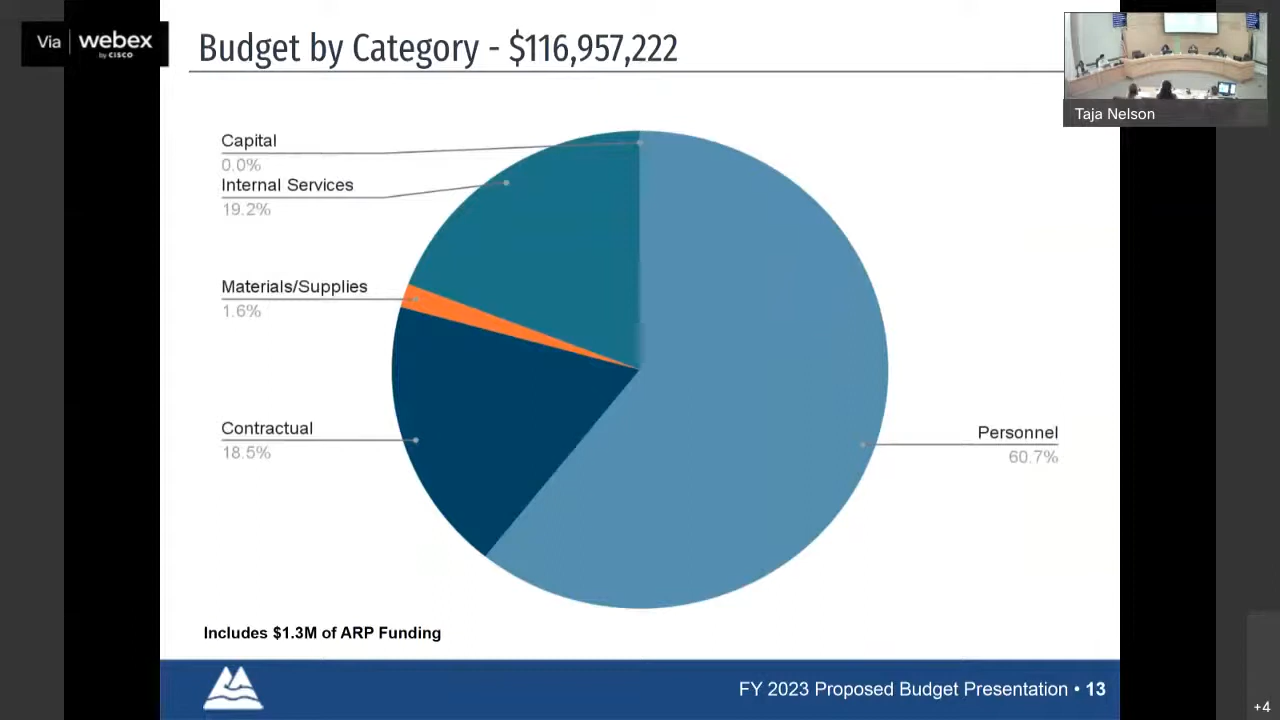 Via webex
by CISCO
Budget by Category - $116,957,222
Taja Nelson
Capital
0.0%
Internal Services
19.2%
Materials/Supplies
1.6%
Contractual
18.5%
Personnel
60.7%
Includes $1.3M of ARP Funding
FY 2023 Proposed Budget Presentation • 13
+4